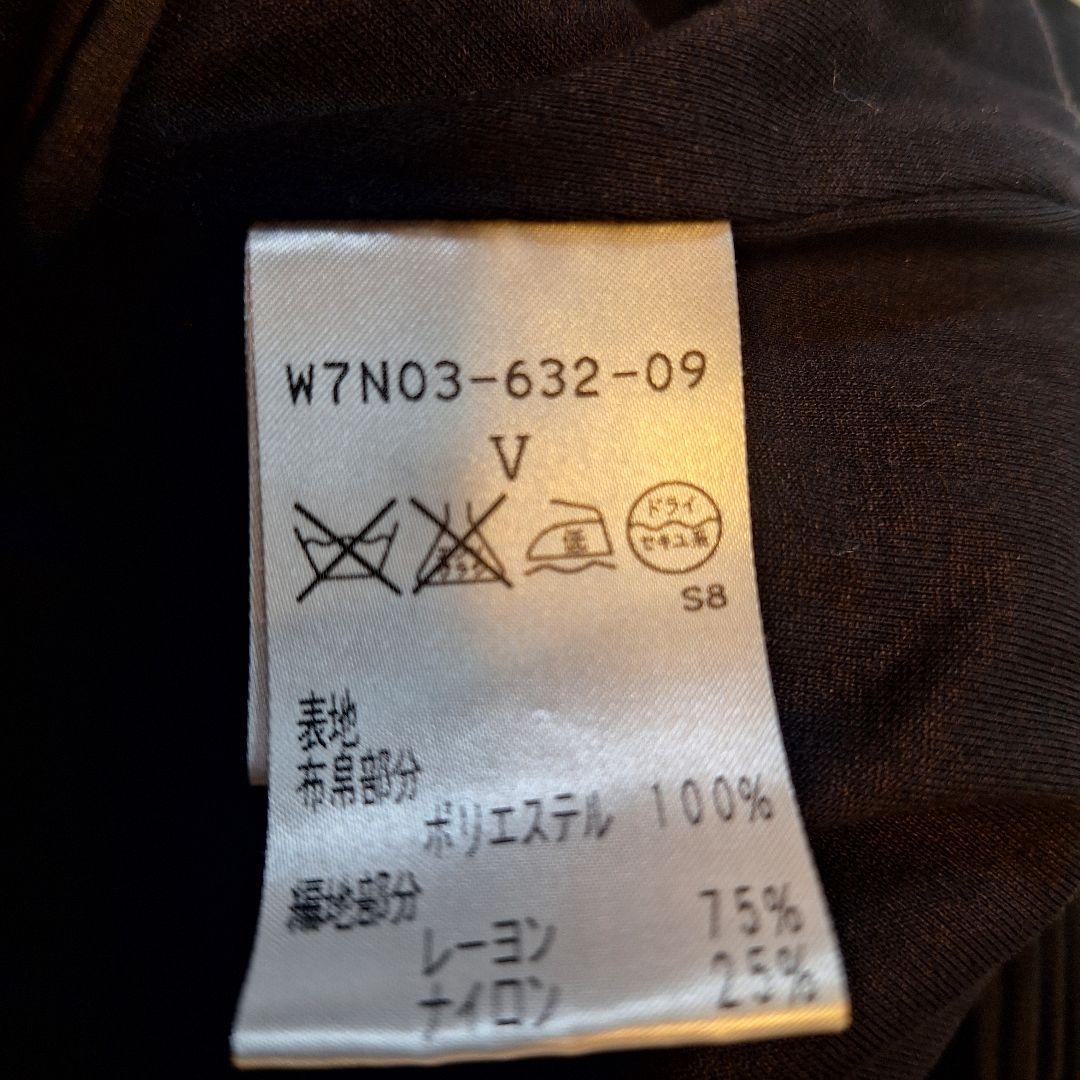 W7N03-632-09
V
低
ドライ
セキユ系
S8
表地
布帛部分
ポリエステル 100%
編地部分
レーヨン 75%
ナイロン 25%